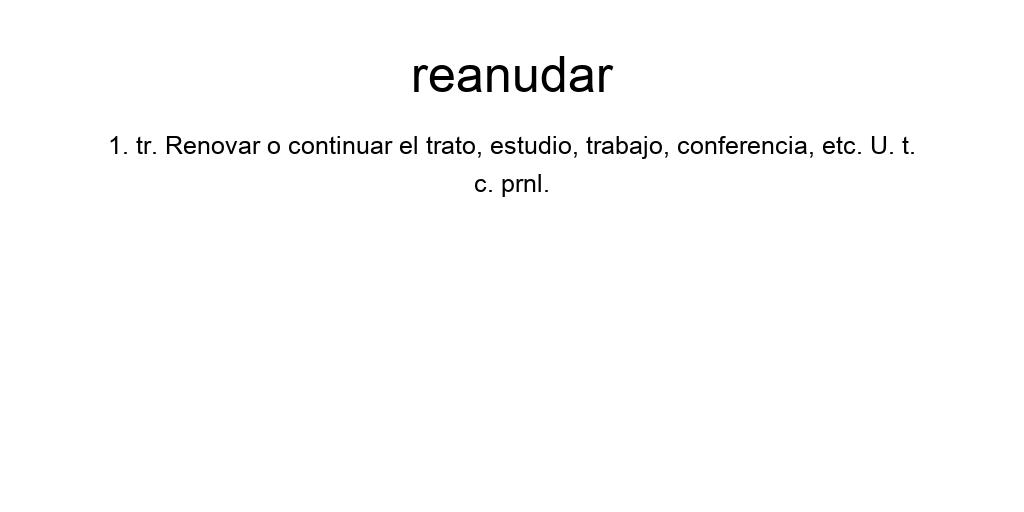 reanudar
1. tr. Renovar o continuar el trato, estudio, trabajo, conferencia, etc. U. t.
c. prnl.